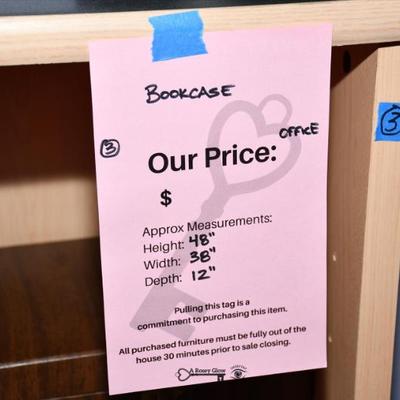 BOOKCASE
OFFICE
3
3
Our Price:
$
Approx Measurements:
Height: 48"
Width: 38"
Depth: 12"
Pulling this tag is a
commitment to purchasing this item.
All purchased furniture must be fully out of the
house 30 minutes prior to sale closing.
A Rosey Glow